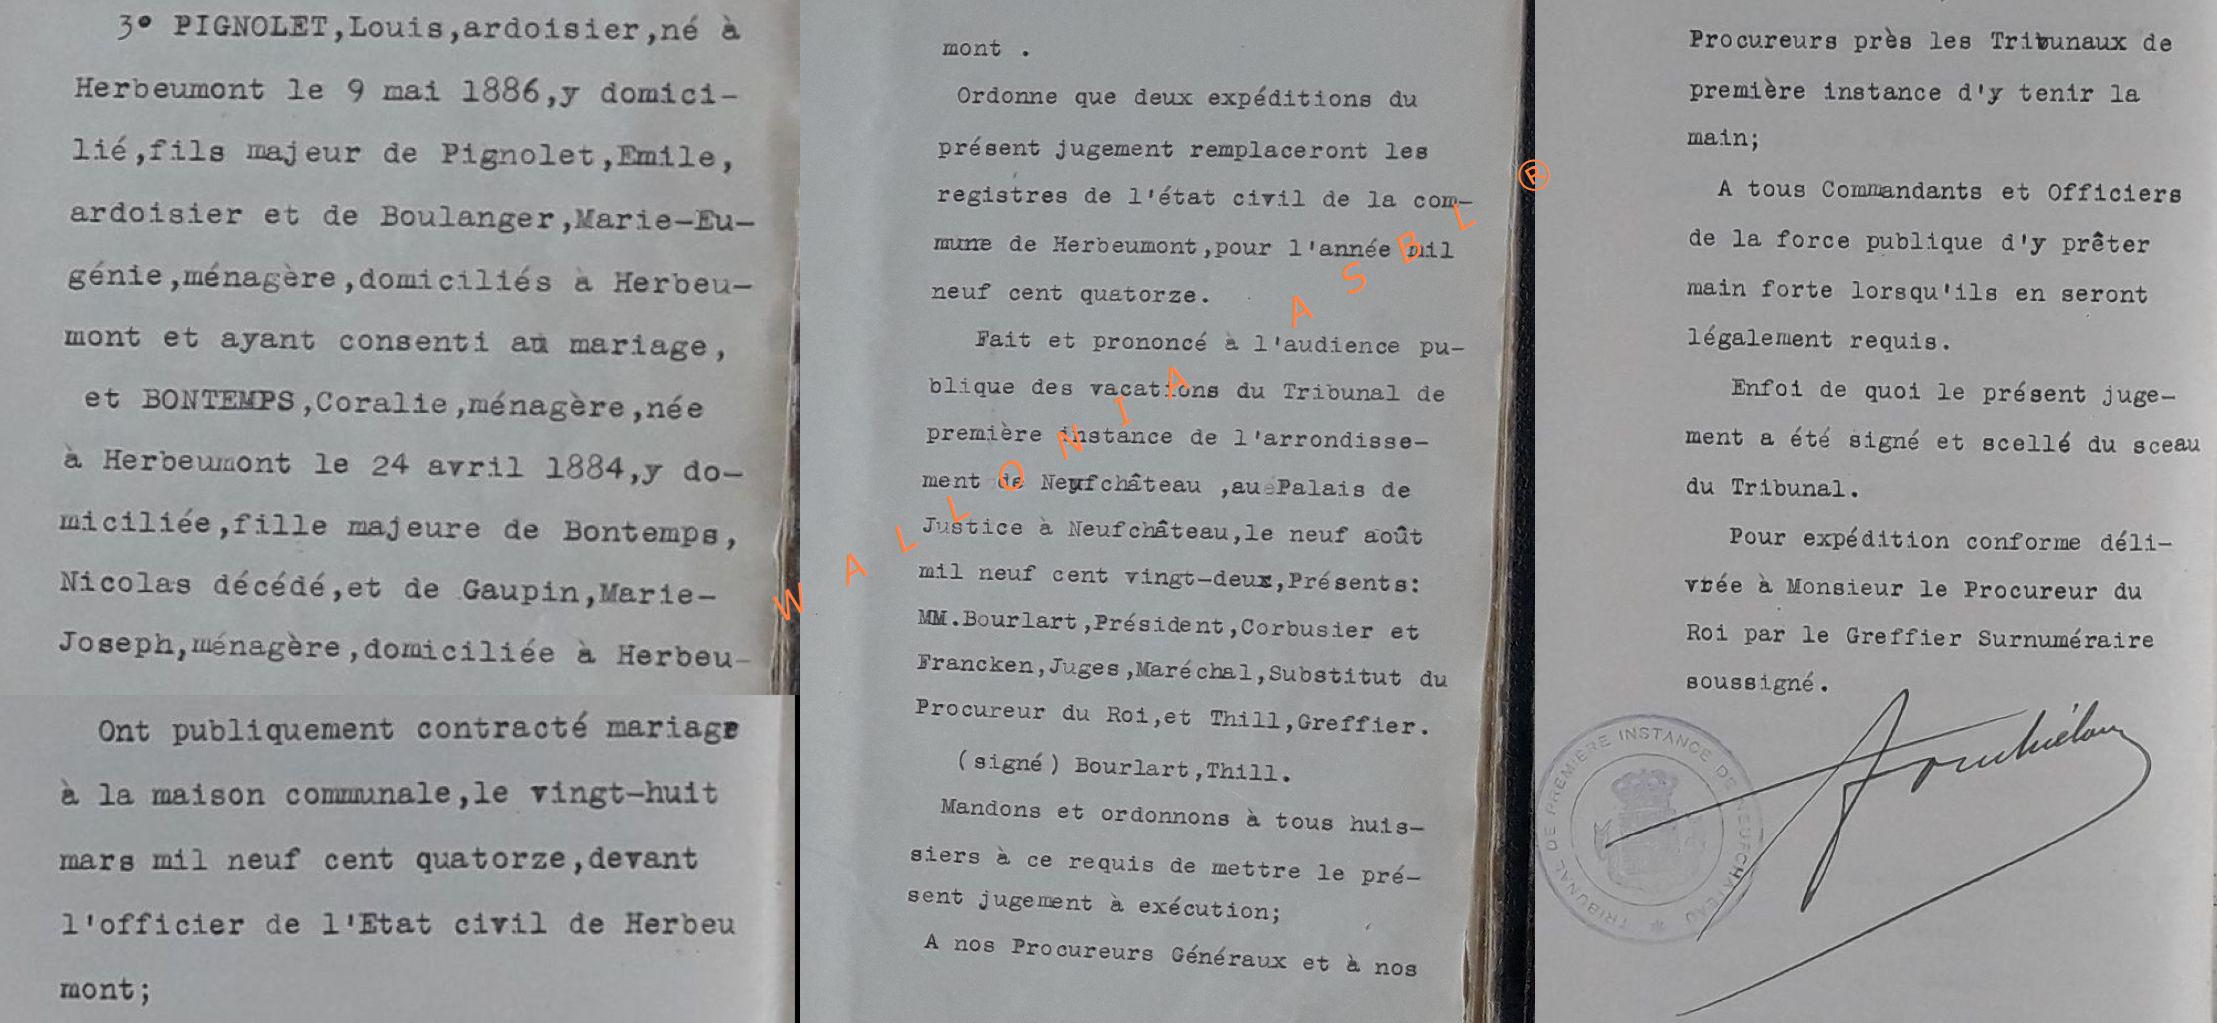 3° PIGNOLET,Louis,ardoisier,né à
Herbeumont le 9 mai 1886,y domici-
lié,fils majeur de Pignolet,Emile,
ardoisier et de Boulanger,Marie-Eu-
génie,ménagère,domiciliés à Herbeu-
mont et ayant consenti au mariage,
et BONTEMPS,Coralie,ménagère,née
à Herbeumont le 24 avril 1884,y do-
miciliée,fille majeure de Bontemps,
Nicolas décédé,et de Gaupin,Marie-
Joseph,ménagère,domiciliée à Herbeu-
Ont publiquement contracté mariage
à la maison communale,le vingt-huit
mars mil neuf cent quatorze,devant
l'officier de l'Etat civil de Herbeu
mont;
mont .
Ordonne que deux expéditions du
présent jugement remplaceront les
registres de l'état civil de la com-
mune de Herbeumont,pour l'année mil
neuf cent quatorze.
Fait et prononcé à l'audience pu-
blique des vacations du Tribunal de
première instance de l'arrondisse-
ment de Neufchâteau ,au Palais de
Justice à Neufchâteau,le neuf août
mil neuf cent vingt-deux,Présents:
MM.Bourlart,Président,Corbusier et
Francken,Juges,Maréchal,Substitut du
Procureur du Roi,et Thill,Greffier.
(signé) Bourlart,Thill.
Mandons et ordonnons à tous huis-
siers à ce requis de mettre le pré-
sent jugement à exécution;
A nos Procureurs Généraux et à nos
Procureurs près les Tribunaux de
première instance d'y tenir la
main;
A tous Commandants et Officiers
de la force publique d'y prêter
main forte lorsqu'ils en seront
légalement requis.
Enfoi de quoi le présent juge-
ment a été signé et scellé du sceau
du Tribunal.
Pour expédition conforme déli-
vrée à Monsieur le Procureur du
Roi par le Greffier Surnuméraire
soussigné.
TRIBUNAL DE PREMIERE INSTANCE DE NEUFCHATEAU
WALLONIA ASBL ®